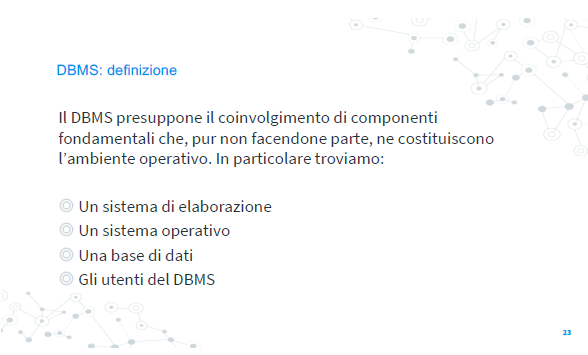 DBMS: definizione
Il DBMS presuppone il coinvolgimento di componenti
fondamentali che, pur non facendone parte, ne costituiscono
l'ambiente operativo. In particolare troviamo:
Un sistema di elaborazione
Un sistema operativo
Una base di dati
Gli utenti del DBMS
23